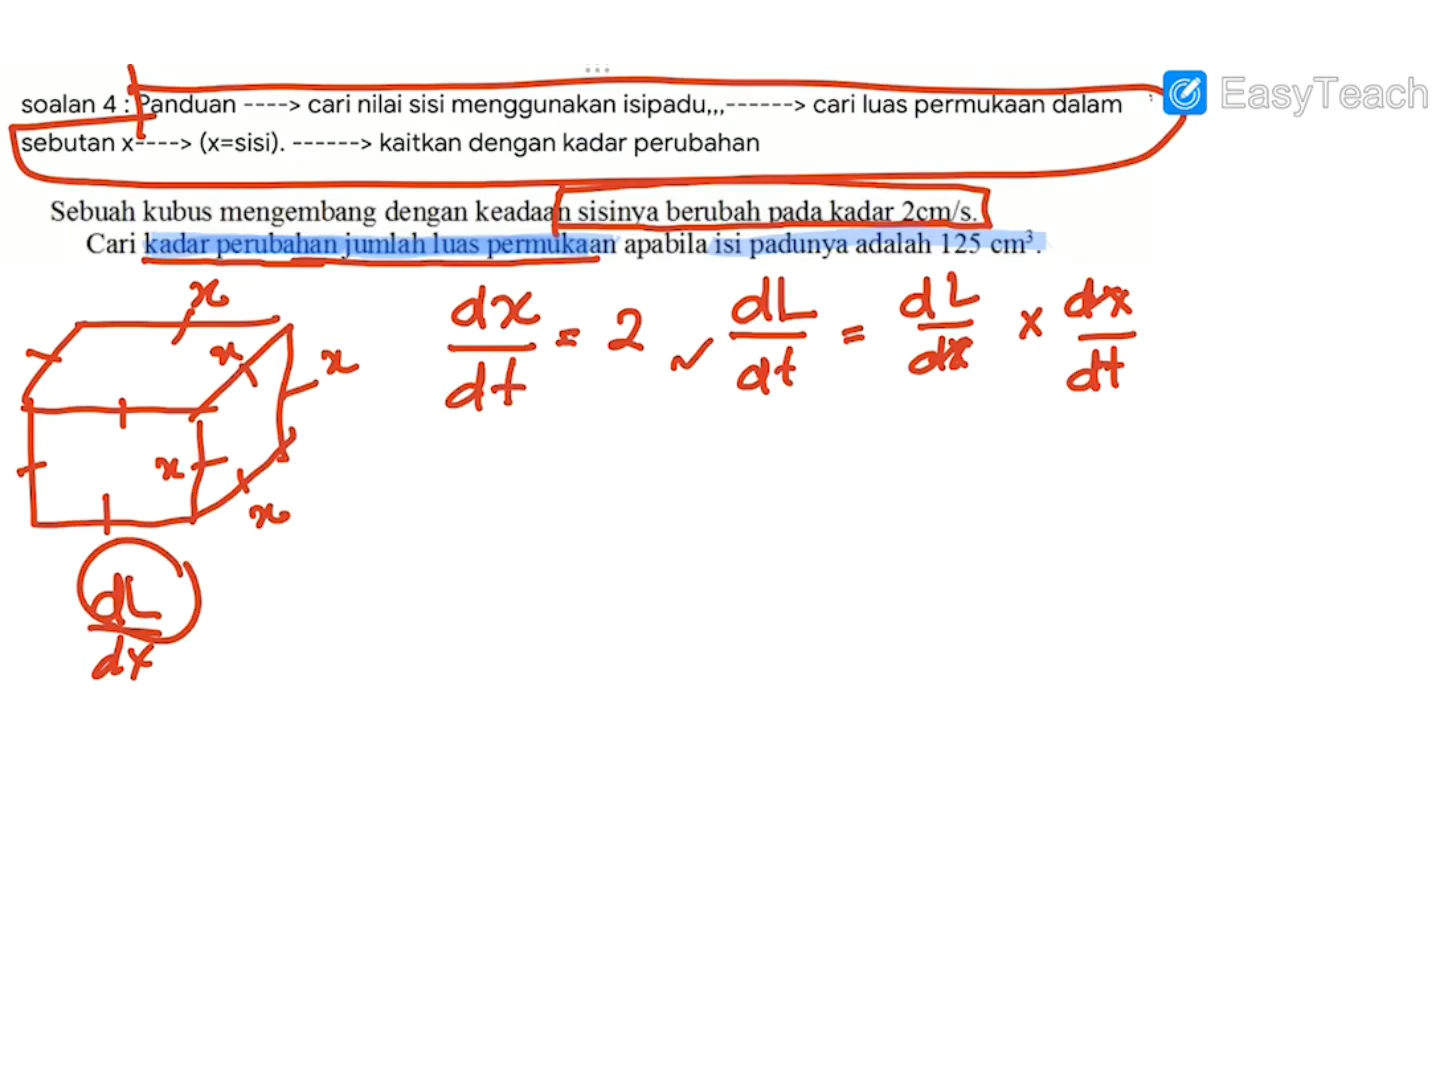 EasyTeach
soalan 4 : Panduan ----> cari nilai sisi menggunakan isipadu,,,------> cari luas permukaan dalam
sebutan x----> (x=sisi). ------> kaitkan dengan kadar perubahan
Sebuah kubus mengembang dengan keadaan sisinya berubah pada kadar 2cm/s.
Cari kadar perubahan jumlah luas permukaan apabila isi padunya adalah 125 cm³.
x
x
x
x
x
dx/dt = 2 ✓ dL/dt = dL/dx × dx/dt
dL/dx